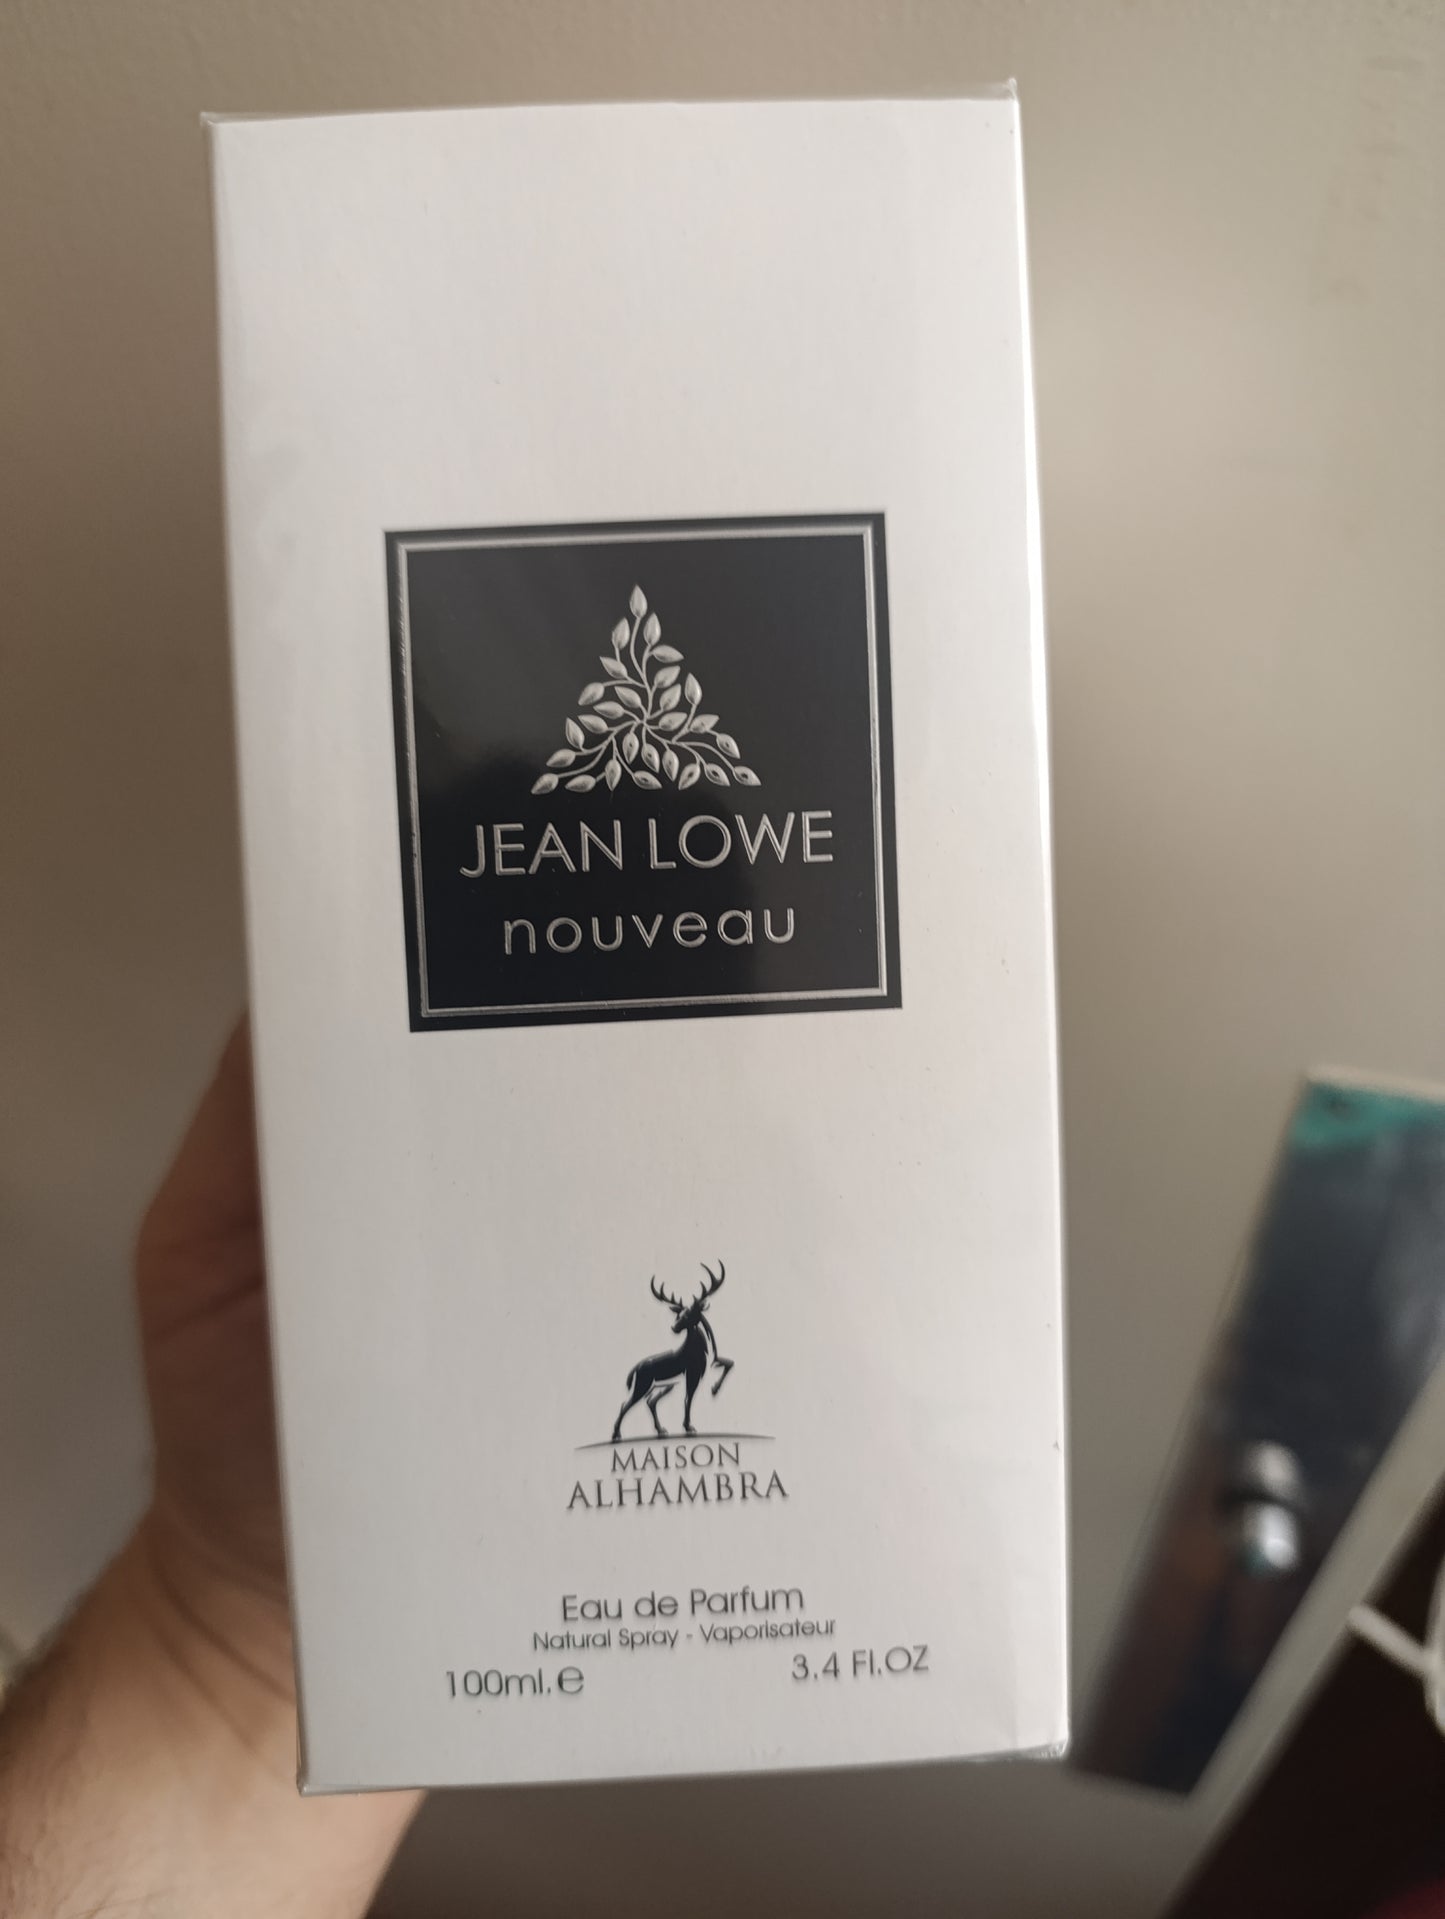 JEAN LOWE
nouveau
MAISON
ALHAMBRA
Eau de Parfum
Natural Spray - Vaporisateur
100ml.e 3.4 Fl.OZ